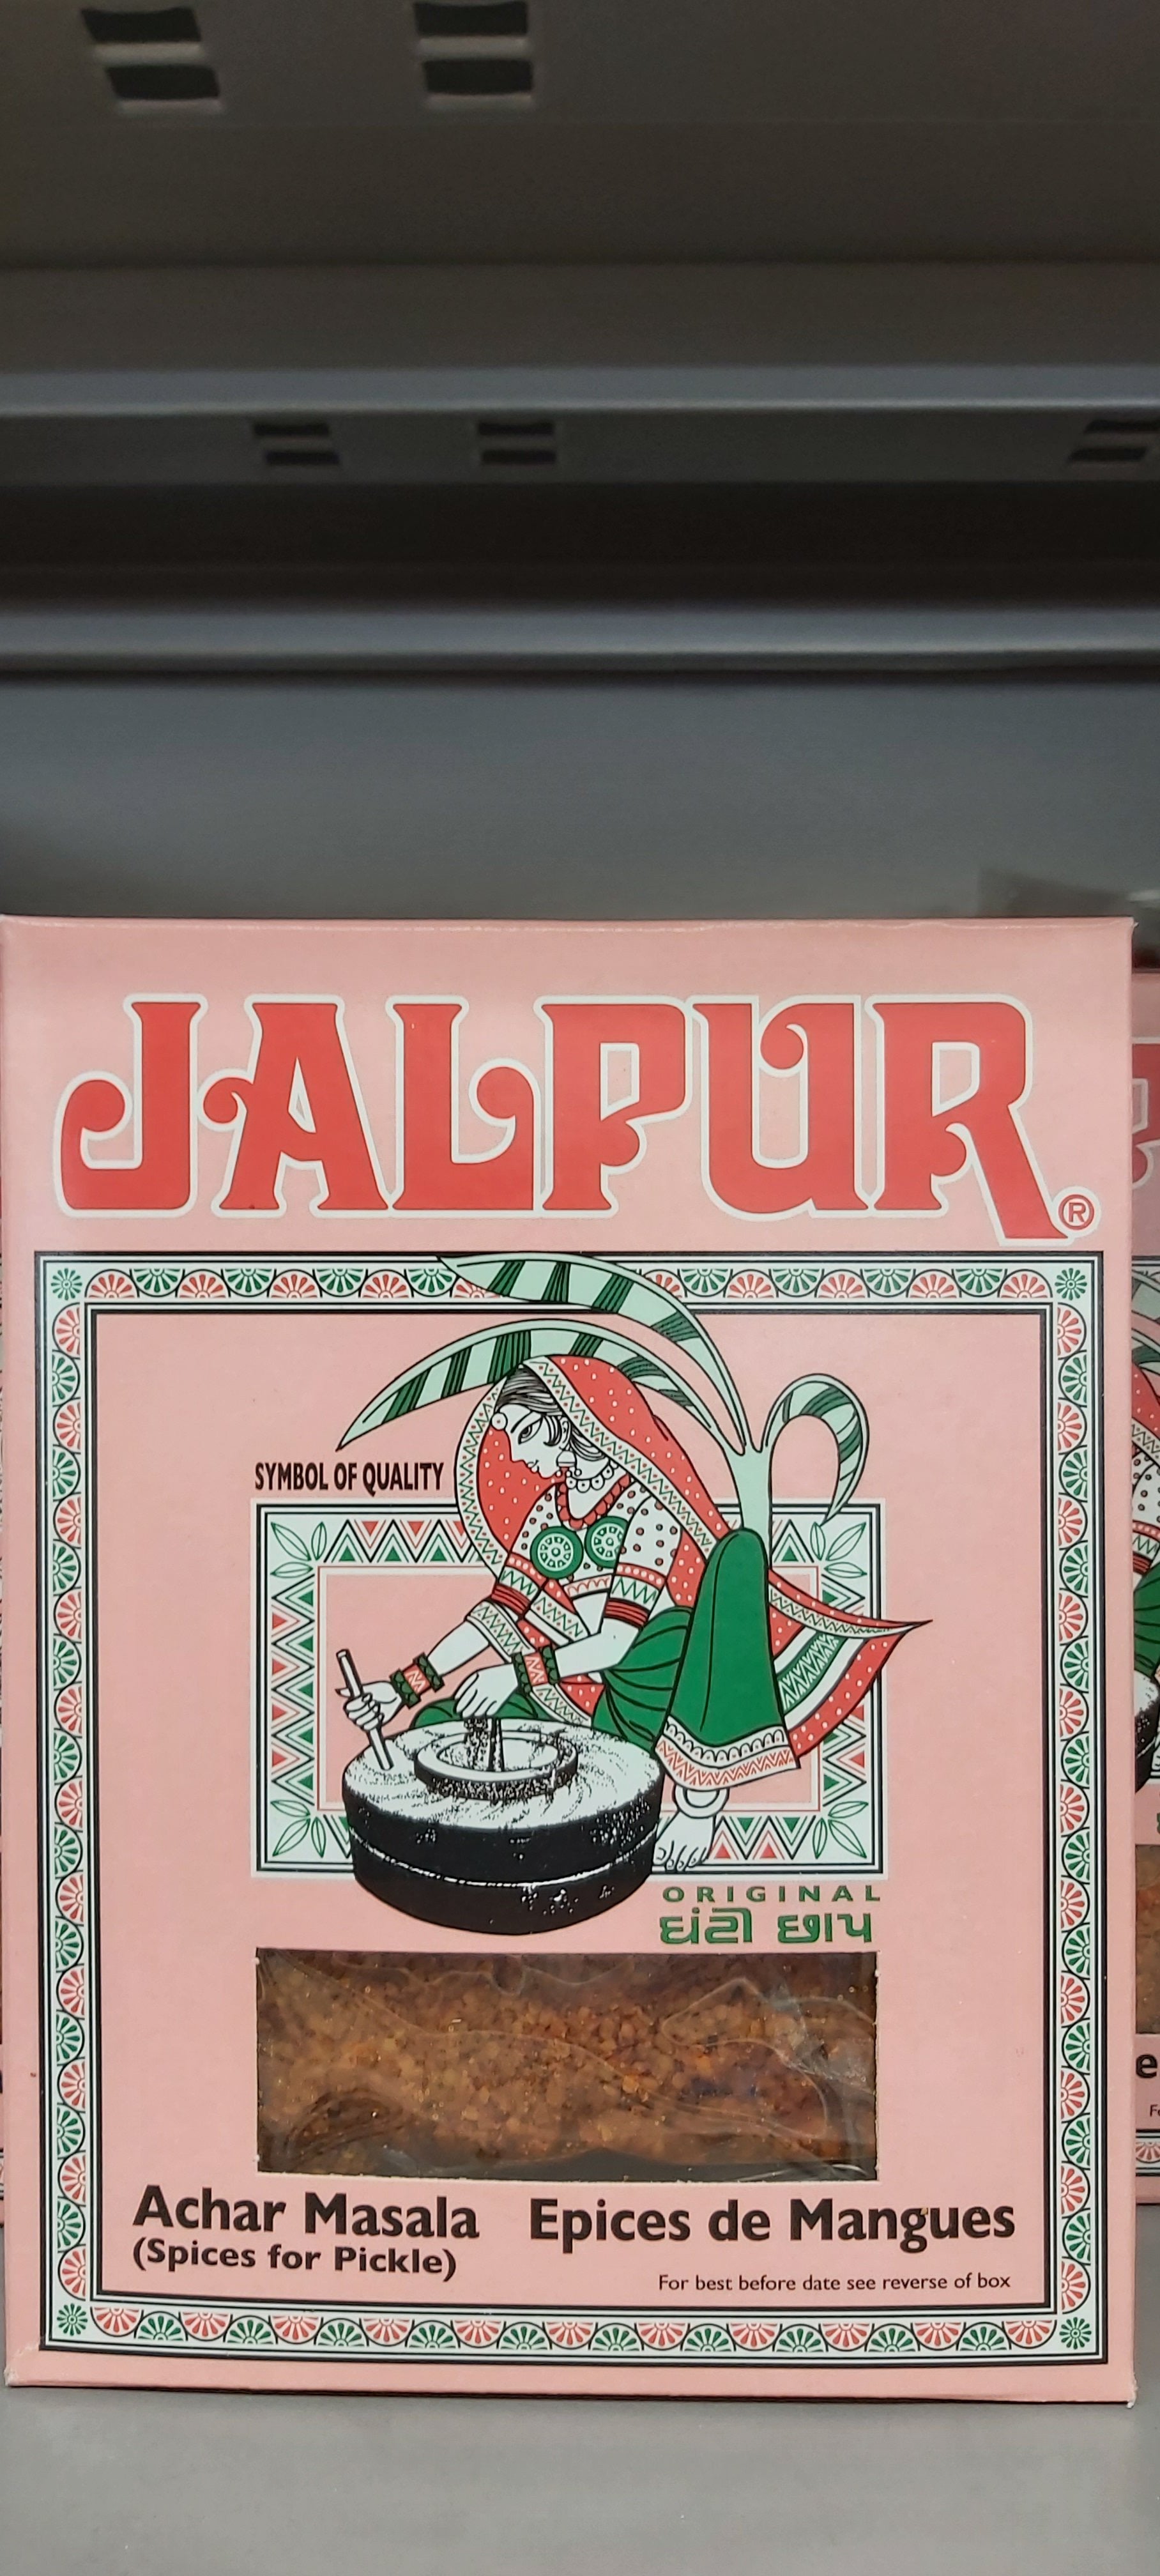 JALPUR®
SYMBOL OF QUALITY
ORIGINAL
ઘંટી છાપ
Achar Masala Epices de Mangues
(Spices for Pickle)
For best before date see reverse of box